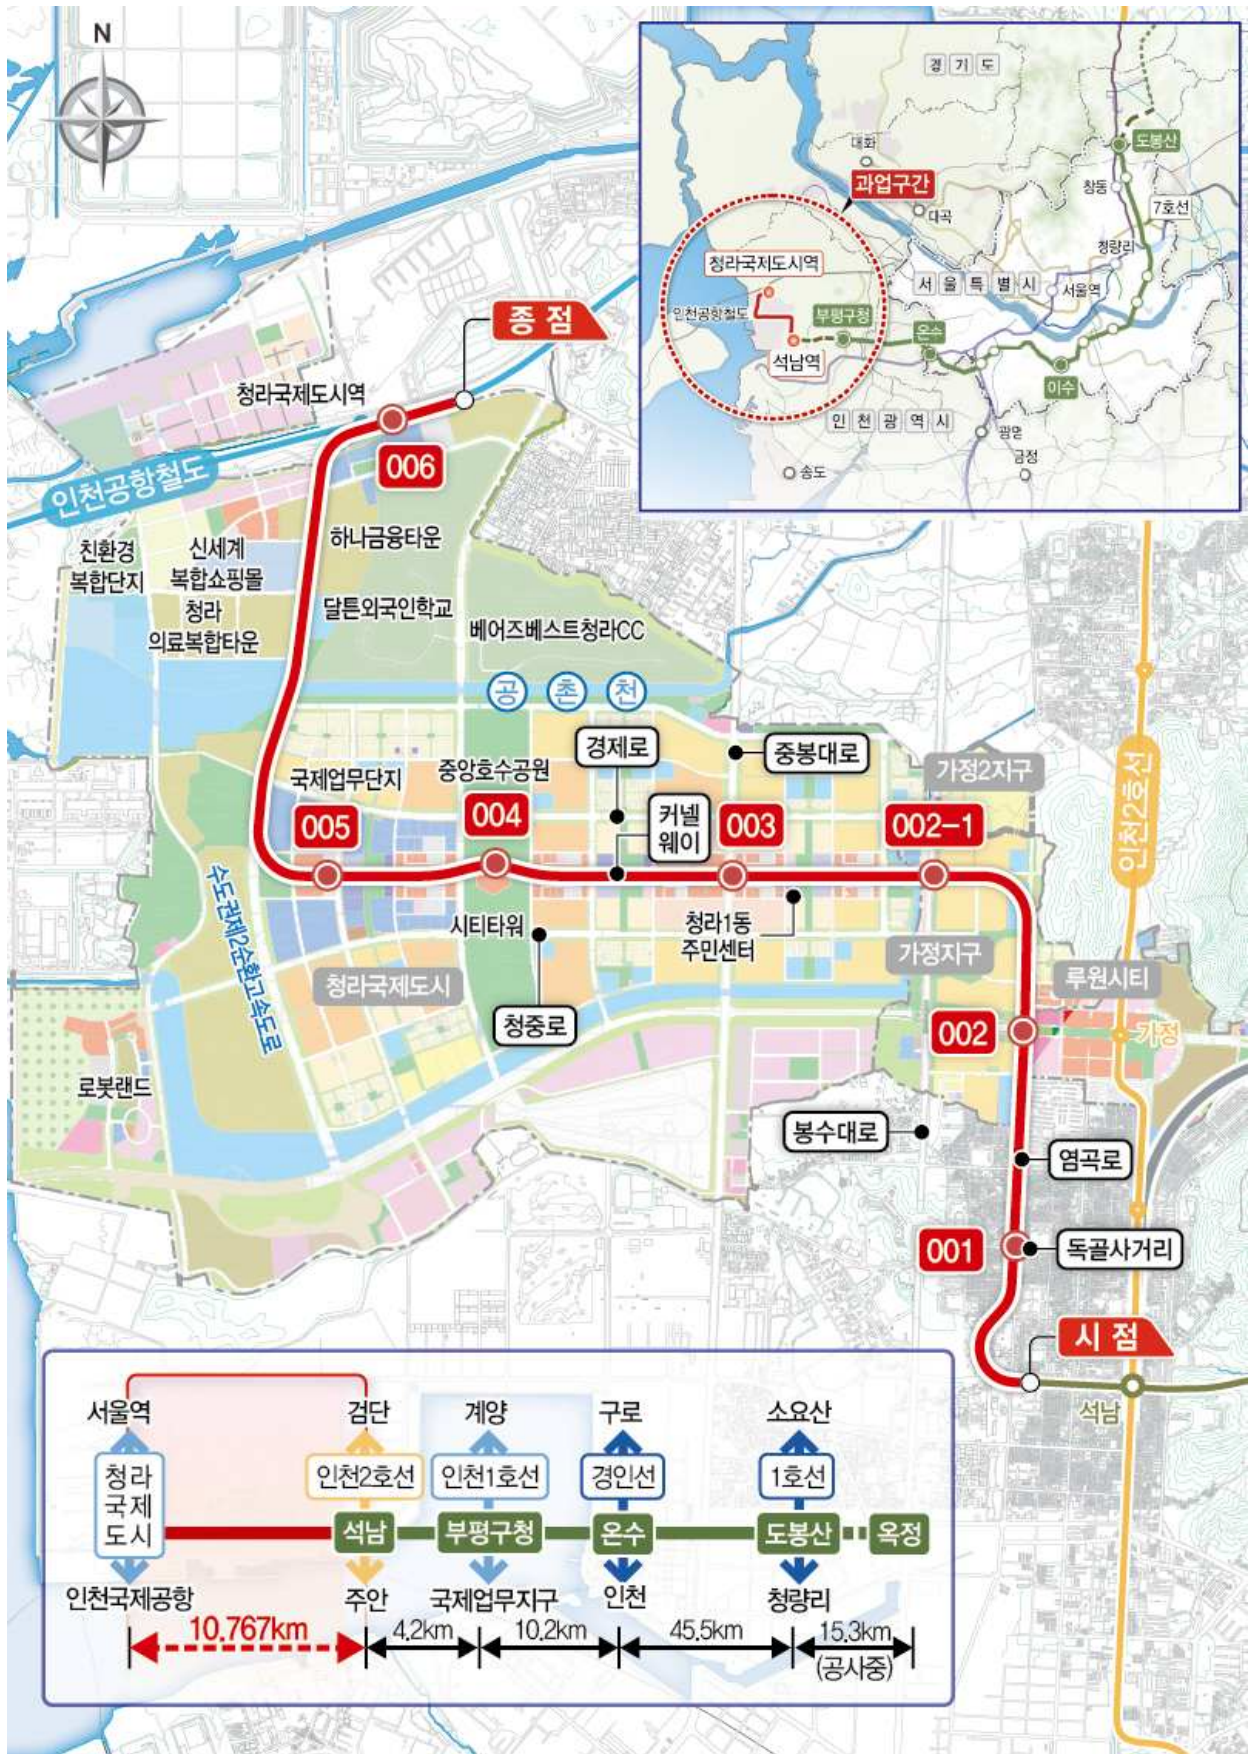 N
경기도
대화
도봉산
과업구간
창동
7호선
대곡
청량리
청라국제도시역
서울특별시
서울역
인천공항철도
부평구청
온수
석남역
이수
인천광역시
광명
금정
송도
종점
청라국제도시역
006
인천공항철도
하나금융타운
친환경
복합단지
신세계
복합쇼핑몰
청라
의료복합타운
달튼외국인학교
베어즈베스트청라CC
공촌천
경제로
중봉대로
가정2지구
국제업무단지
중앙호수공원
인천2호선
005
004
커넬
웨이
003
002-1
수도권제2순환고속도로
시티타워
청라1동
주민센터
가정지구
청라국제도시
루원시티
청중로
002
가정
로봇랜드
봉수대로
염곡로
001
독골사거리
시점
석남
서울역
검단
계양
구로
소요산
청라
국제
도시
인천2호선
인천1호선
경인선
1호선
석남
부평구청
온수
도봉산
옥정
인천국제공항
주안
국제업무지구
인천
청량리
10.767km
4.2km
10.2km
45.5km
15.3km
(공사중)